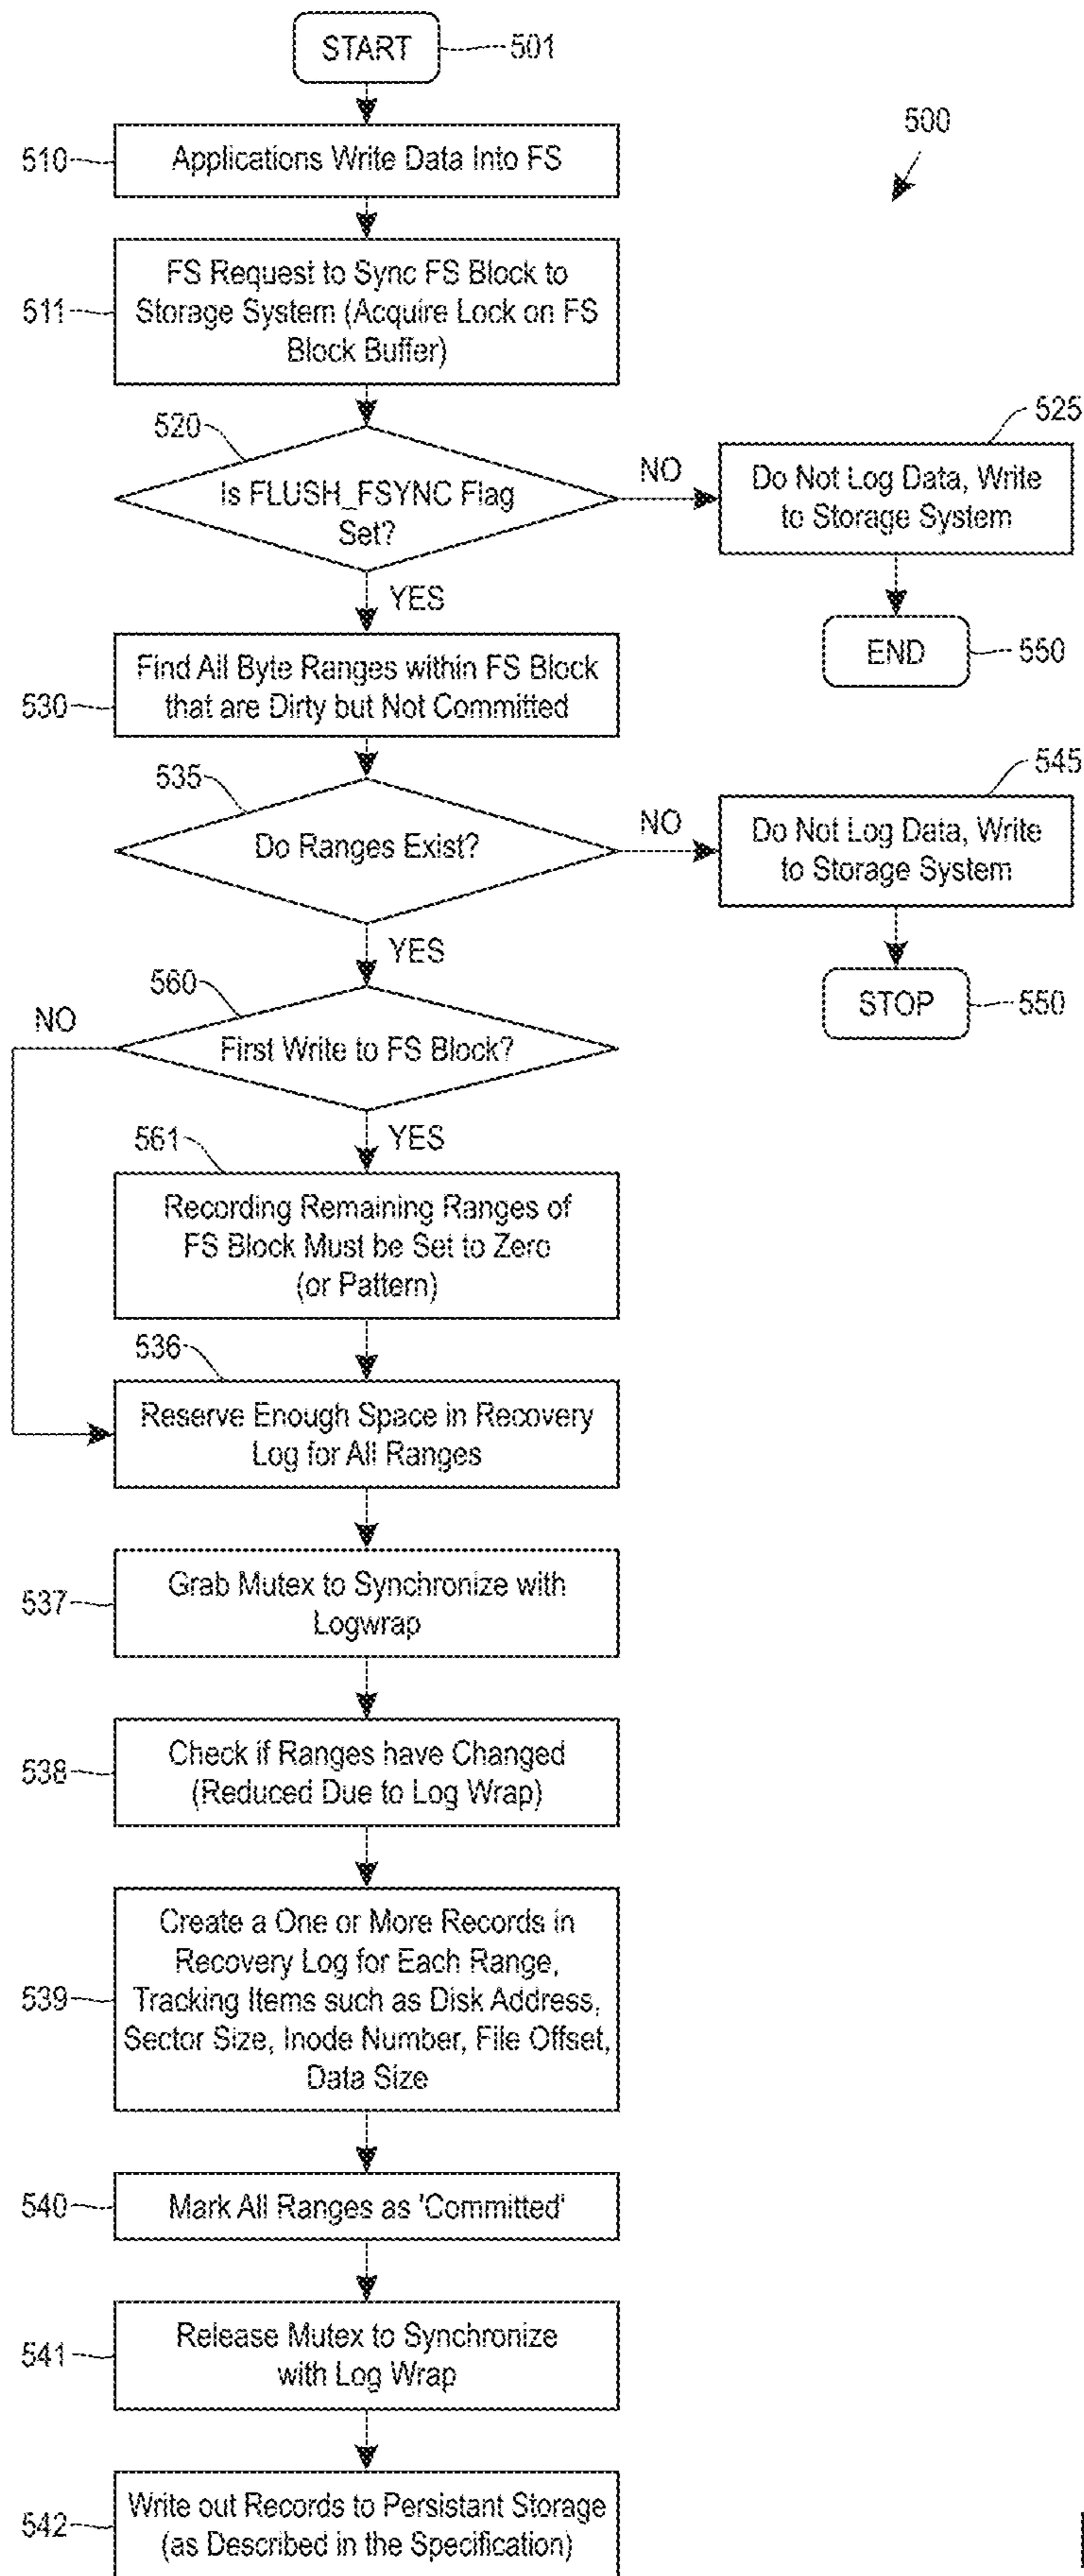 START
501
500
510
Applications Write Data Into FS
511
FS Request to Sync FS Block to
Storage System (Acquire Lock on FS
Block Buffer)
520
Is FLUSH_FSYNC Flag
Set?
NO
525
Do Not Log Data, Write
to Storage System
YES
END
550
530
Find All Byte Ranges within FS Block
that are Dirty but Not Committed
535
Do Ranges Exist?
NO
545
Do Not Log Data, Write
to Storage System
YES
STOP
550
560
NO
First Write to FS Block?
YES
561
Recording Remaining Ranges of
FS Block Must be Set to Zero
(or Pattern)
536
Reserve Enough Space in Recovery
Log for All Ranges
537
Grab Mutex to Synchronize with
Logwrap
538
Check if Ranges have Changed
(Reduced Due to Log Wrap)
539
Create a One or More Records in
Recovery Log for Each Range,
Tracking Items such as Disk Address,
Sector Size, Inode Number, File Offset,
Data Size
540
Mark All Ranges as 'Committed'
541
Release Mutex to Synchronize
with Log Wrap
542
Write out Records to Persistant Storage
(as Described in the Specification)